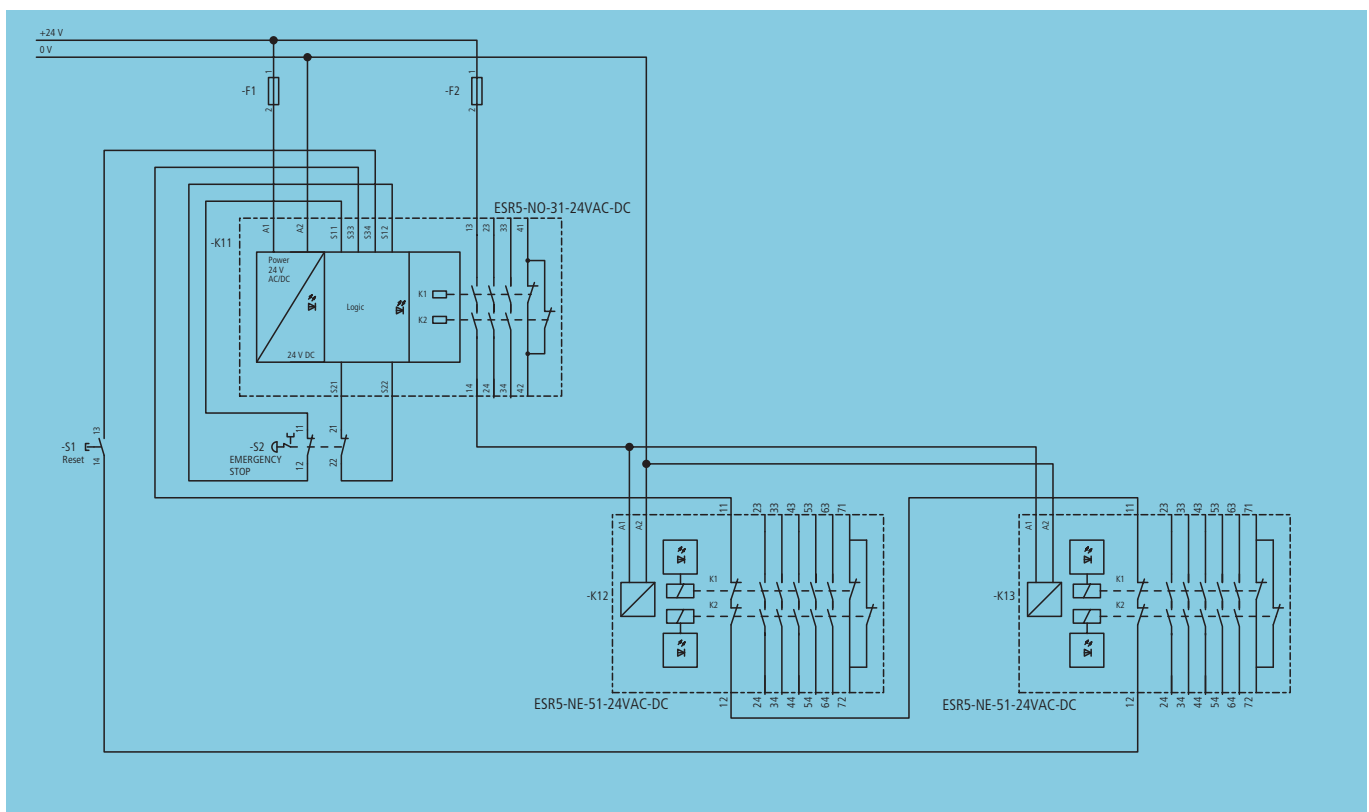 +24 V
0 V
-F1
1
2
-F2
1
2
ESR5-NO-31-24VAC-DC
-K11
A1
A2
S11
S33
S34
S12
13
23
33
41
Power
24 V
AC/DC
Logic
K1
K2
24 V DC
S21
S22
14
24
34
42
-S1
Reset
13
14
-S2
EMERGENCY
STOP
11
12
21
22
A1
A2
11
23
33
43
53
63
71
-K12
K1
K2
12
24
34
44
54
64
72
ESR5-NE-51-24VAC-DC
A1
A2
11
23
33
43
53
63
71
-K13
K1
K2
12
24
34
44
54
64
72
ESR5-NE-51-24VAC-DC